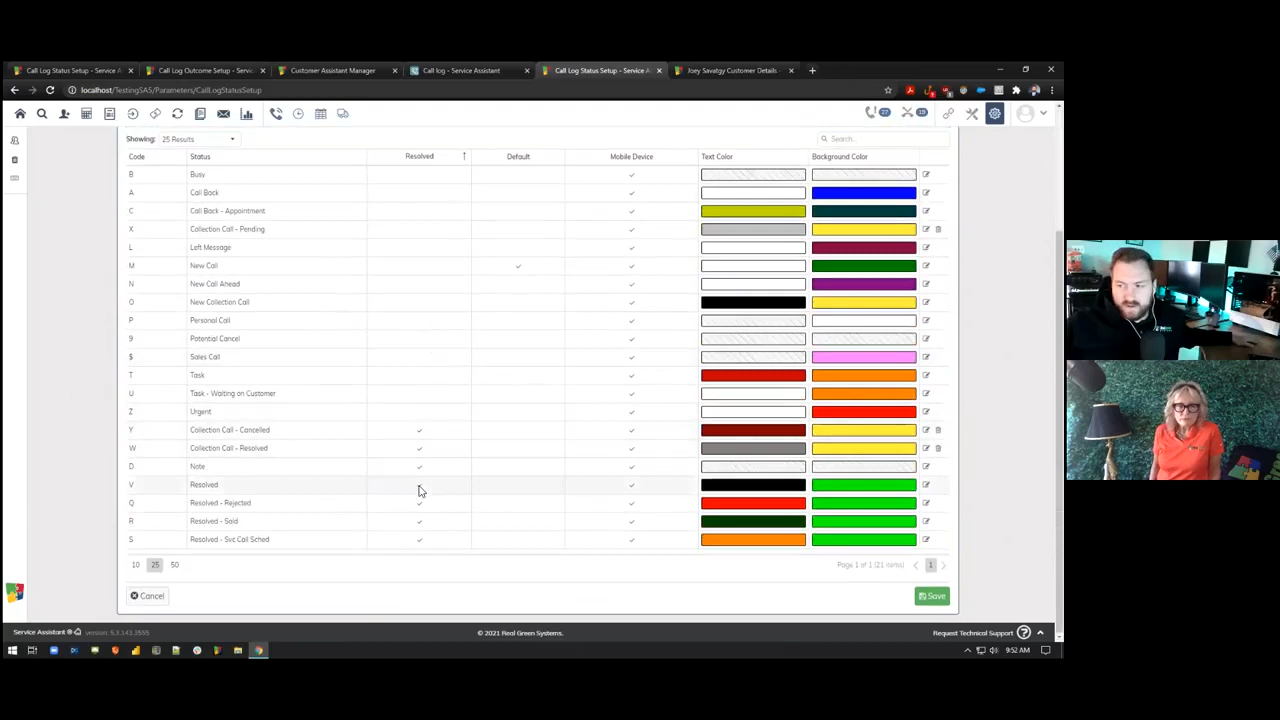 Call Log Status Setup - Service A
Call Log Outcome Setup - Servic
Customer Assistant Manager
Call log - Service Assistant
Call Log Status Setup - Service A
Joey Savatgy Customer Details -
localhost/TestingSA5/Parameters/CallLogStatusSetup
27
15
Showing: 25 Results
Search...
Code Status Resolved Default Mobile Device Text Color Background Color
B Busy
A Call Back
C Call Back - Appointment
X Collection Call - Pending
L Left Message
M New Call
N New Call Ahead
O New Collection Call
P Personal Call
9 Potential Cancel
$ Sales Call
T Task
U Task - Waiting on Customer
Z Urgent
Y Collection Call - Cancelled
W Collection Call - Resolved
D Note
V Resolved
Q Resolved - Rejected
R Resolved - Sold
S Resolved - Svc Call Sched
10 25 50
Page 1 of 1 (21 items) 1
Cancel
Save
Service Assistant ®
© 2021 Real Green Systems.
Request Technical Support
9:52 AM